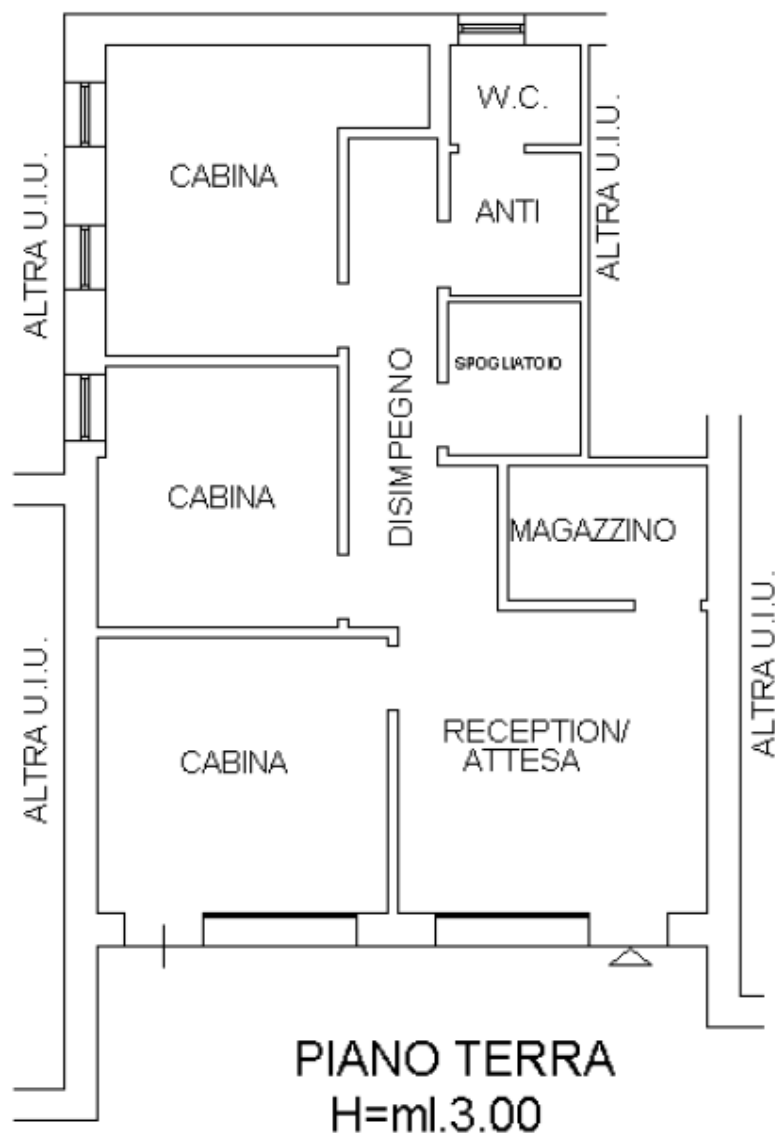 W.C.
CABINA
ALTRA U.I.U.
ALTRA U.I.U.
ANTI
SPOGLIATOIO
DISIMPEGNO
CABINA
MAGAZZINO
ALTRA U.I.U.
ALTRA U.I.U.
RECEPTION/
ATTESA
CABINA
PIANO TERRA
H=ml.3.00